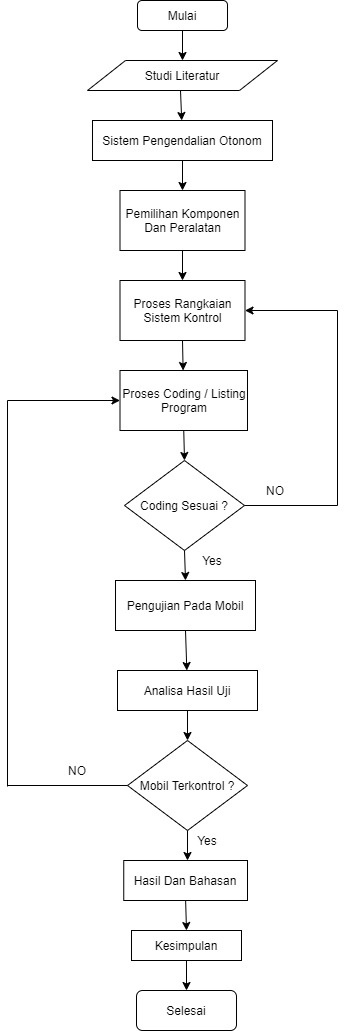 Mulai
Studi Literatur
Sistem Pengendalian Otonom
Pemilihan Komponen
Dan Peralatan
Proses Rangkaian
Sistem Kontrol
Proses Coding / Listing
Program
Coding Sesuai ?
NO
Yes
Pengujian Pada Mobil
Analisa Hasil Uji
Mobil Terkontrol ?
NO
Yes
Hasil Dan Bahasan
Kesimpulan
Selesai